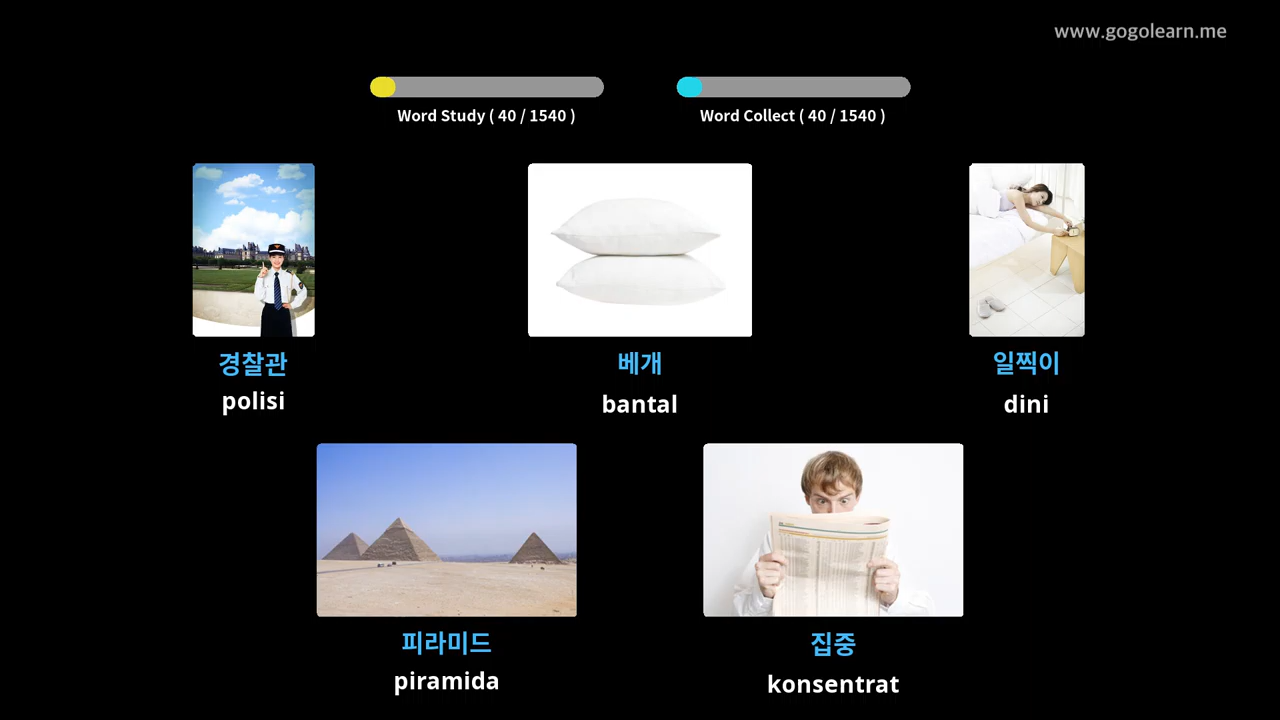 www.gogolearn.me
Word Study ( 40 / 1540 )
Word Collect ( 40 / 1540 )
경찰관
polisi
베개
bantal
일찍이
dini
피라미드
piramida
집중
konsentrat